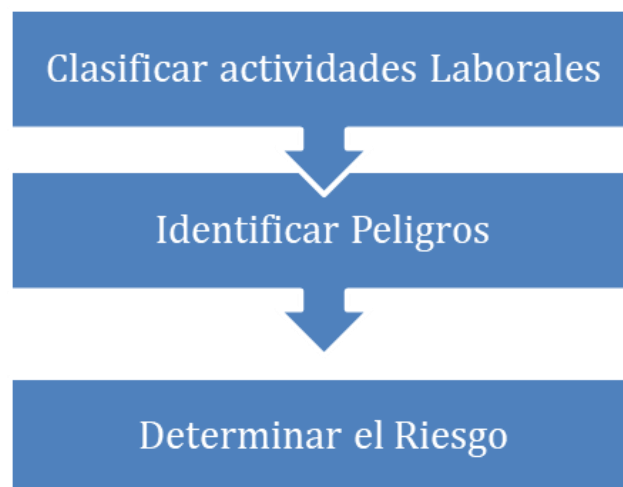 Clasificar actividades Laborales
Identificar Peligros
Determinar el Riesgo